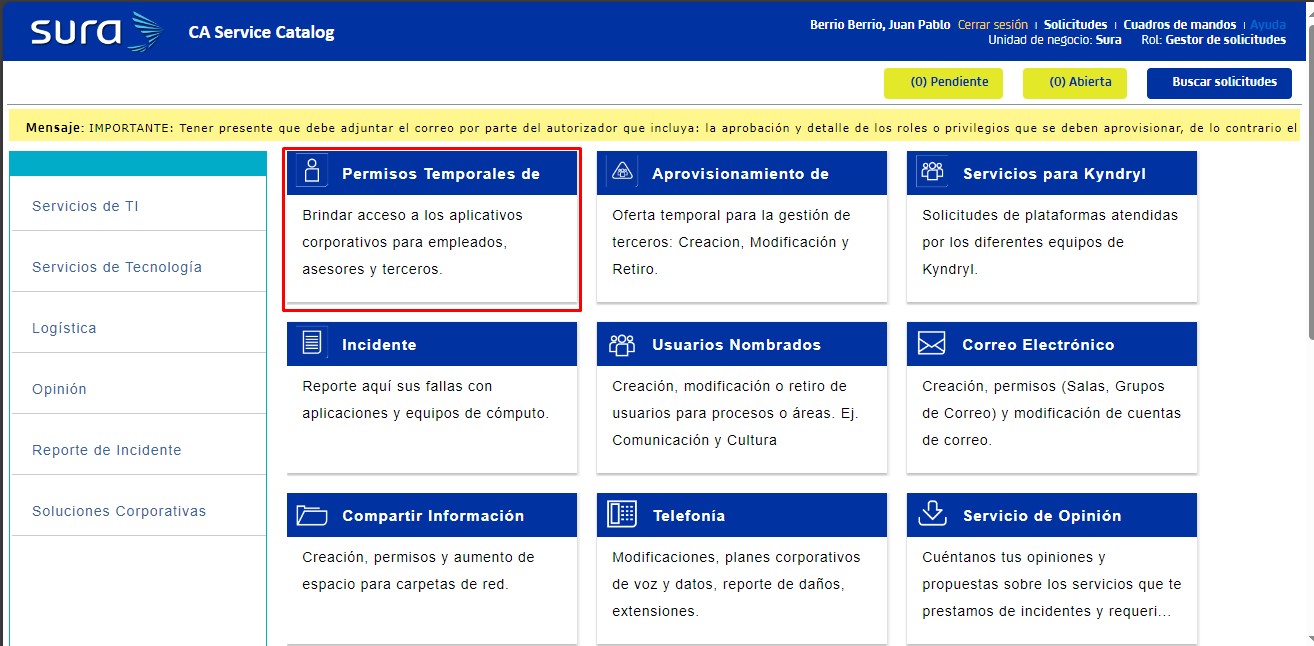 sura CA Service Catalog
Berrio Berrio, Juan Pablo Cerrar sesión | Solicitudes | Cuadros de mandos | Ayuda
Unidad de negocio: Sura Rol: Gestor de solicitudes
(0) Pendiente (0) Abierta Buscar solicitudes
Mensaje: IMPORTANTE: Tener presente que debe adjuntar el correo por parte del autorizador que incluya: la aprobación y detalle de los roles o privilegios que se deben aprovisionar, de lo contrario el
Servicios de TI
Servicios de Tecnología
Logística
Opinión
Reporte de Incidente
Soluciones Corporativas
Permisos Temporales de
Brindar acceso a los aplicativos
corporativos para empleados,
asesores y terceros.
Aprovisionamiento de
Oferta temporal para la gestión de
terceros: Creacion, Modificación y
Retiro.
Servicios para Kyndryl
Solicitudes de plataformas atendidas
por los diferentes equipos de
Kyndryl.
Incidente
Reporte aquí sus fallas con
aplicaciones y equipos de cómputo.
Usuarios Nombrados
Creación, modificación o retiro de
usuarios para procesos o áreas. Ej.
Comunicación y Cultura
Correo Electrónico
Creación, permisos (Salas, Grupos
de Correo) y modificación de cuentas
de correo.
Compartir Información
Creación, permisos y aumento de
espacio para carpetas de red.
Telefonía
Modificaciones, planes corporativos
de voz y datos, reporte de daños,
extensiones.
Servicio de Opinión
Cuéntanos tus opiniones y
propuestas sobre los servicios que te
prestamos de incidentes y requeri...